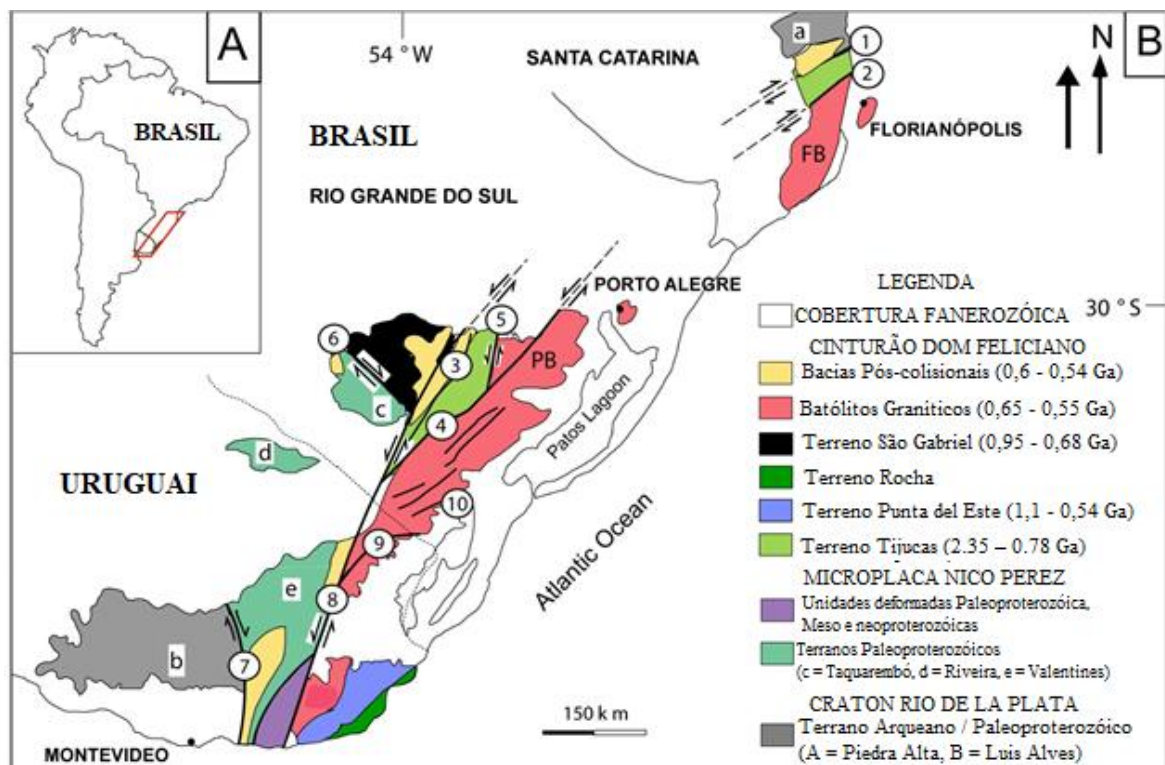 A
BRASIL
54 ° W
SANTA CATARINA
a
1
2
N
B
BRASIL
FLORIANÓPOLIS
FB
RIO GRANDE DO SUL
PORTO ALEGRE
LEGENDA
30 ° S
COBERTURA FANEROZÓICA
CINTURÃO DOM FELICIANO
Bacias Pós-colisionais (0,6 - 0,54 Ga)
Batólitos Graniticos (0,65 - 0,55 Ga)
Terreno São Gabriel (0,95 - 0,68 Ga)
Terreno Rocha
Terreno Punta del Este (1,1 - 0,54 Ga)
Terreno Tijucas (2.35 – 0.78 Ga)
MICROPLACA NICO PEREZ
Unidades deformadas Paleoproterozóica,
Meso e neoproterozóicas
Terranos Paleoproterozóicos
(c = Taquarembó, d = Riveira, e = Valentines)
CRATON RIO DE LA PLATA
Terrano Arqueano / Paleoproterozóico
(A = Piedra Alta, B = Luis Alves)
5
6
3
PB
c
4
Patos Lagoon
d
URUGUAI
10
9
Atlantic Ocean
e
8
b
7
150 k m
MONTEVIDEO